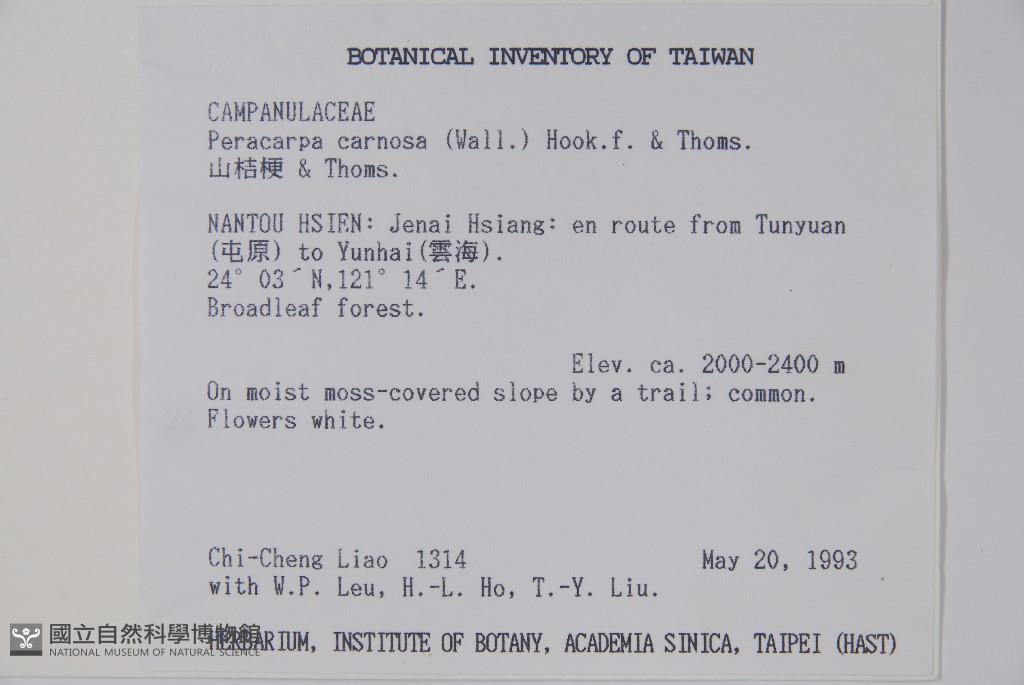 BOTANICAL INVENTORY OF TAIWAN
CAMPANULACEAE
Peracarpa carnosa (Wall.) Hook.f. & Thoms.
山桔梗 & Thoms.
NANTOU HSIEN: Jenai Hsiang: en route from Tunyuan
(屯原) to Yunhai(雲海).
24° 03´N,121° 14´E.
Broadleaf forest.
Elev. ca. 2000-2400 m
On moist moss-covered slope by a trail; common.
Flowers white.
Chi-Cheng Liao 1314 May 20, 1993
with W.P. Leu, H.-L. Ho, T.-Y. Liu.
HERBARIUM, INSTITUTE OF BOTANY, ACADEMIA SINICA, TAIPEI (HAST)
國立自然科學博物館
NATIONAL MUSEUM OF NATURAL SCIENCE